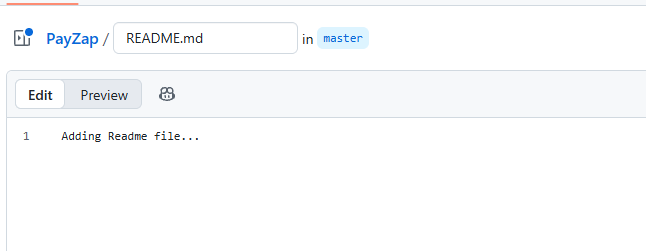 PayZap / README.md in master
Edit Preview
1 Adding Readme file...